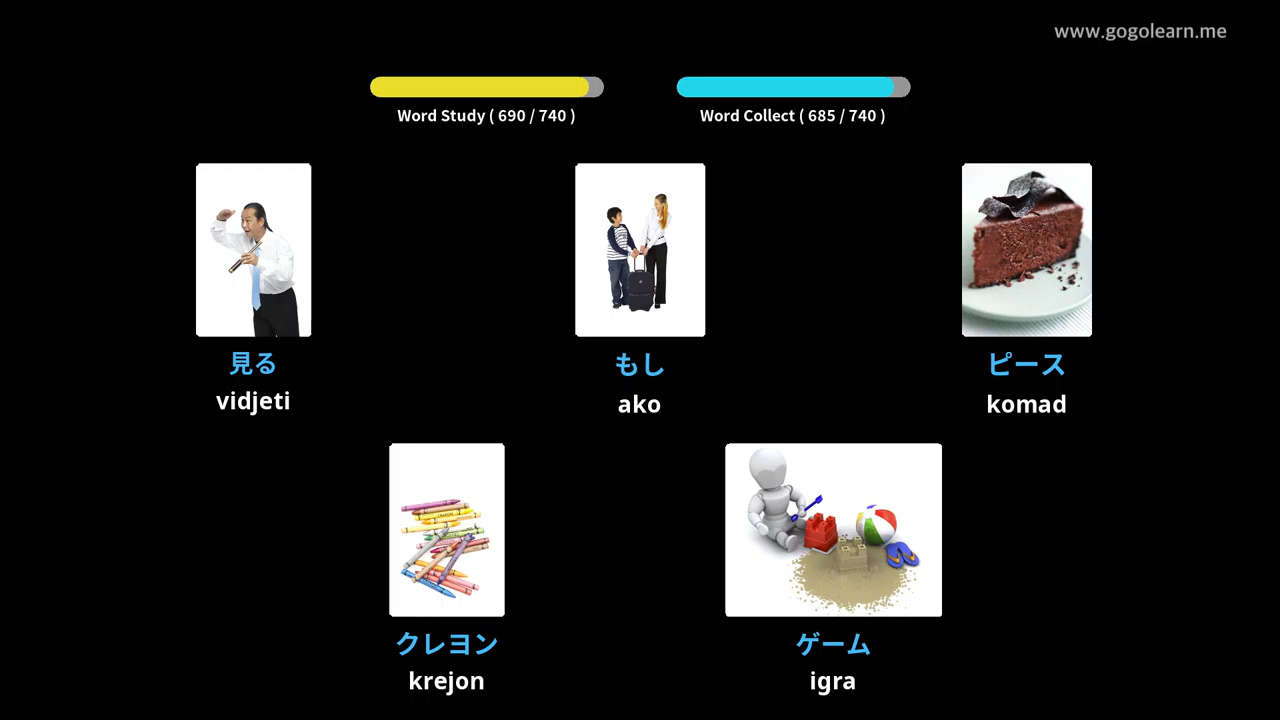 www.gogolearn.me
Word Study ( 690 / 740 )
Word Collect ( 685 / 740 )
見る
vidjeti
もし
ako
ピース
komad
クレヨン
krejon
ゲーム
igra